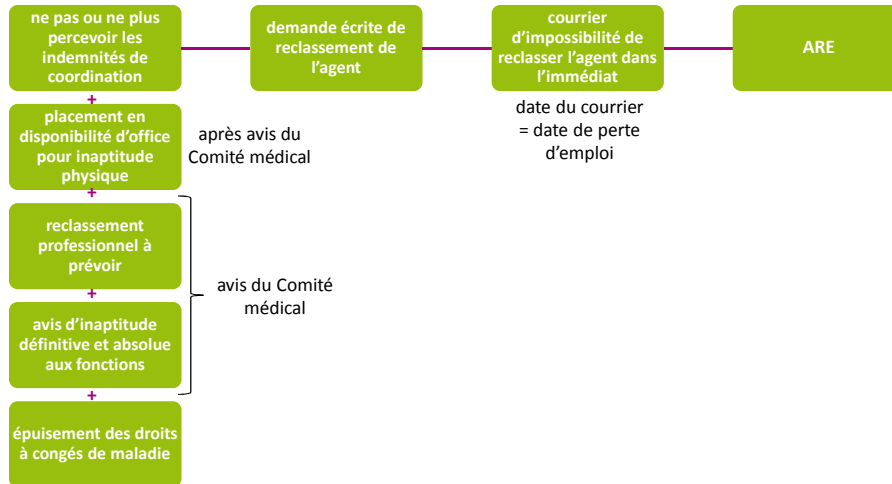 ne pas ou ne plus
percevoir les
indemnités de
coordination
demande écrite de
reclassement de
l'agent
courrier
d'impossibilité de
reclasser l'agent dans
l'immédiat
ARE
date du courrier
= date de perte
d'emploi
+
placement en
disponibilité d'office
pour inaptitude
physique
après avis du
Comité médical
+
reclassement
professionnel à
prévoir
+
avis d'inaptitude
définitive et absolue
aux fonctions
avis du Comité
médical
+
épuisement des droits
à congés de maladie